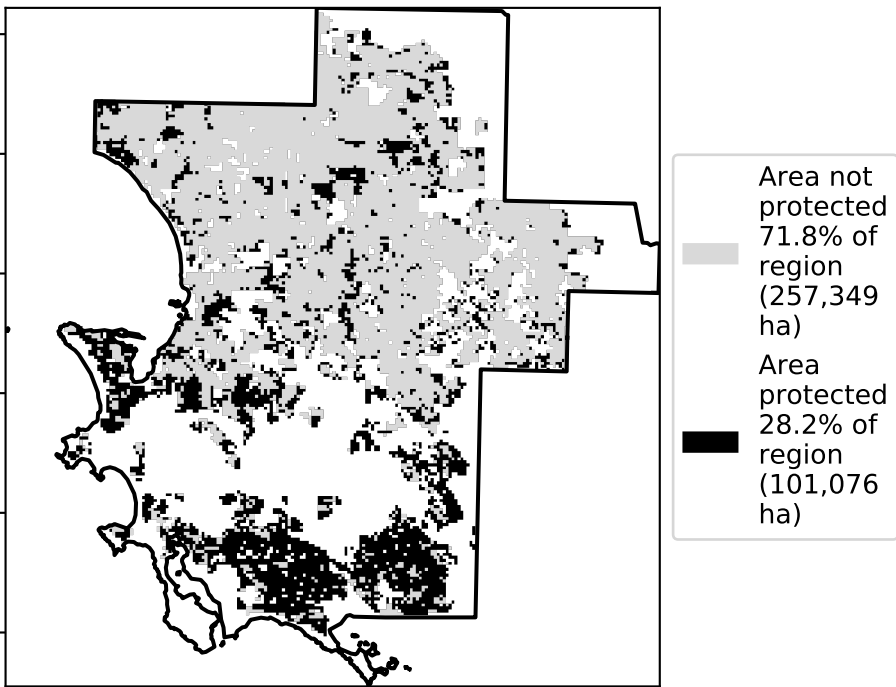 Area not
protected
71.8% of
region
(257,349
ha)
Area
protected
28.2% of
region
(101,076
ha)